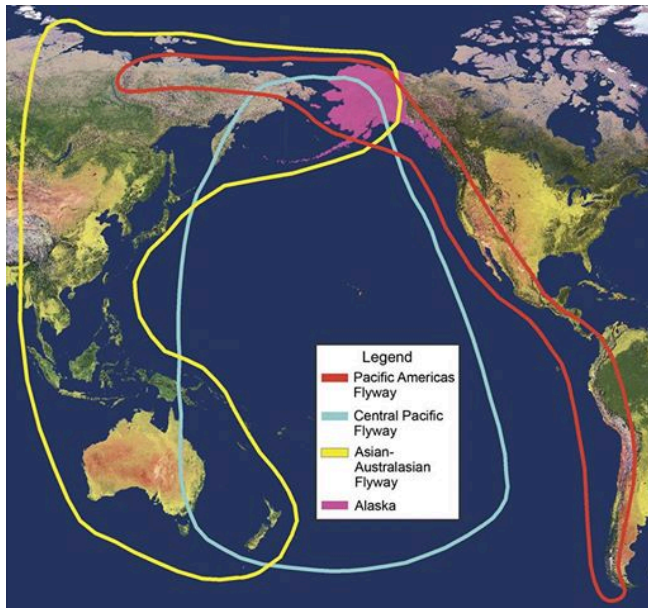 Legend
Pacific Americas
Flyway
Central Pacific
Flyway
Asian-
Australasian
Flyway
Alaska